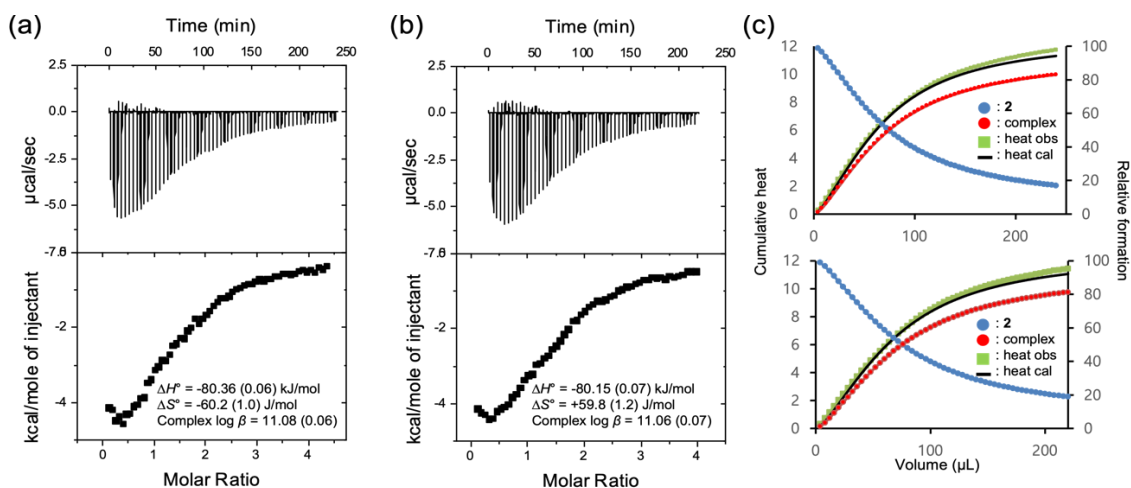 (a)
Time (min)
0 50 100 150 200 250
2.5
0.0
-2.5
-5.0
µcal/sec
-2
-4
kcal/mole of injectant
ΔH° = -80.36 (0.06) kJ/mol
ΔS° = -60.2 (1.0) J/mol
Complex log β = 11.08 (0.06)
0 1 2 3 4
Molar Ratio
(b)
Time (min)
0 50 100 150 200 250
2.5
0.0
-2.5
-5.0
µcal/sec
-2
-4
kcal/mole of injectant
ΔH° = -80.15 (0.07) kJ/mol
ΔS° = +59.8 (1.2) J/mol
Complex log β = 11.06 (0.07)
0 1 2 3 4
Molar Ratio
(c)
12
10
8
6
4
2
0
100
80
60
40
20
0
: 2
: complex
: heat obs
: heat cal
0 100 200
Cumulative heat
Relative formation
12
10
8
6
4
2
0
100
80
60
40
20
0
: 2
: complex
: heat obs
: heat cal
0 100 200
Volume (µL)